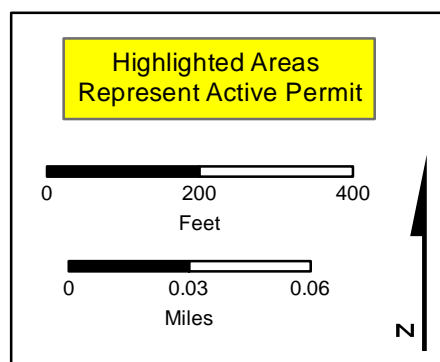 Highlighted Areas
Represent Active Permit
0 200 400
Feet
0 0.03 0.06
Miles
N